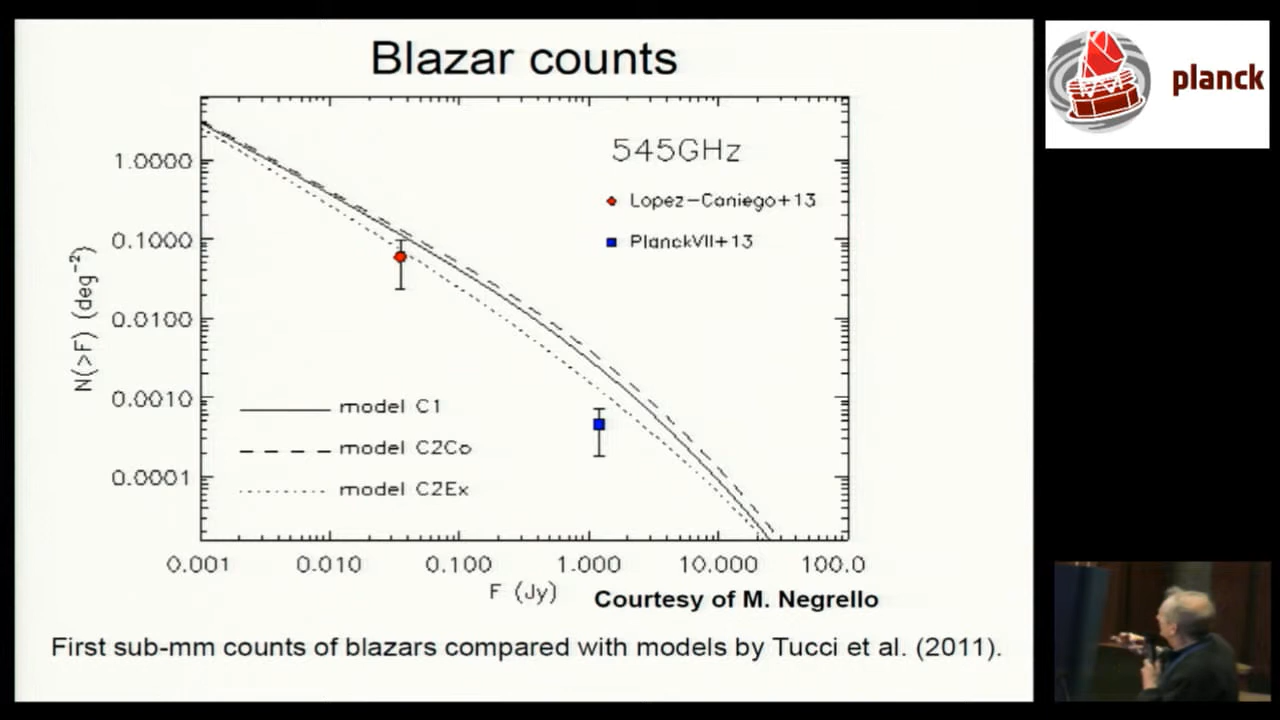 Blazar counts
planck
545GHz
Lopez-Caniego+13
PlanckVII+13
N(>F) (deg⁻²)
1.0000
0.1000
0.0100
0.0010
0.0001
model C1
model C2Co
model C2Ex
0.001 0.010 0.100 1.000 10.000 100.0
F (Jy)
Courtesy of M. Negrello
First sub-mm counts of blazars compared with models by Tucci et al. (2011).